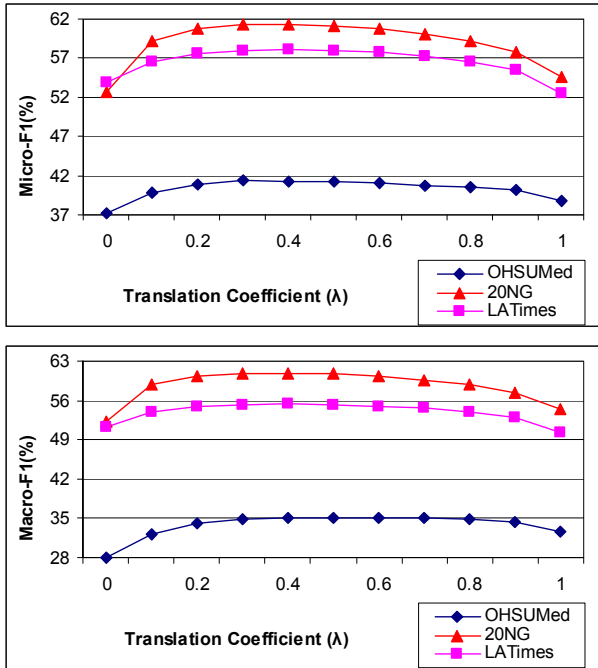 Micro-F1(%)
62
57
52
47
42
37
0 0.2 0.4 0.6 0.8 1
Translation Coefficient (λ)
OHSUMed
20NG
LATimes
Macro-F1(%)
63
56
49
42
35
28
0 0.2 0.4 0.6 0.8 1
Translation Coefficient (λ)
OHSUMed
20NG
LATimes